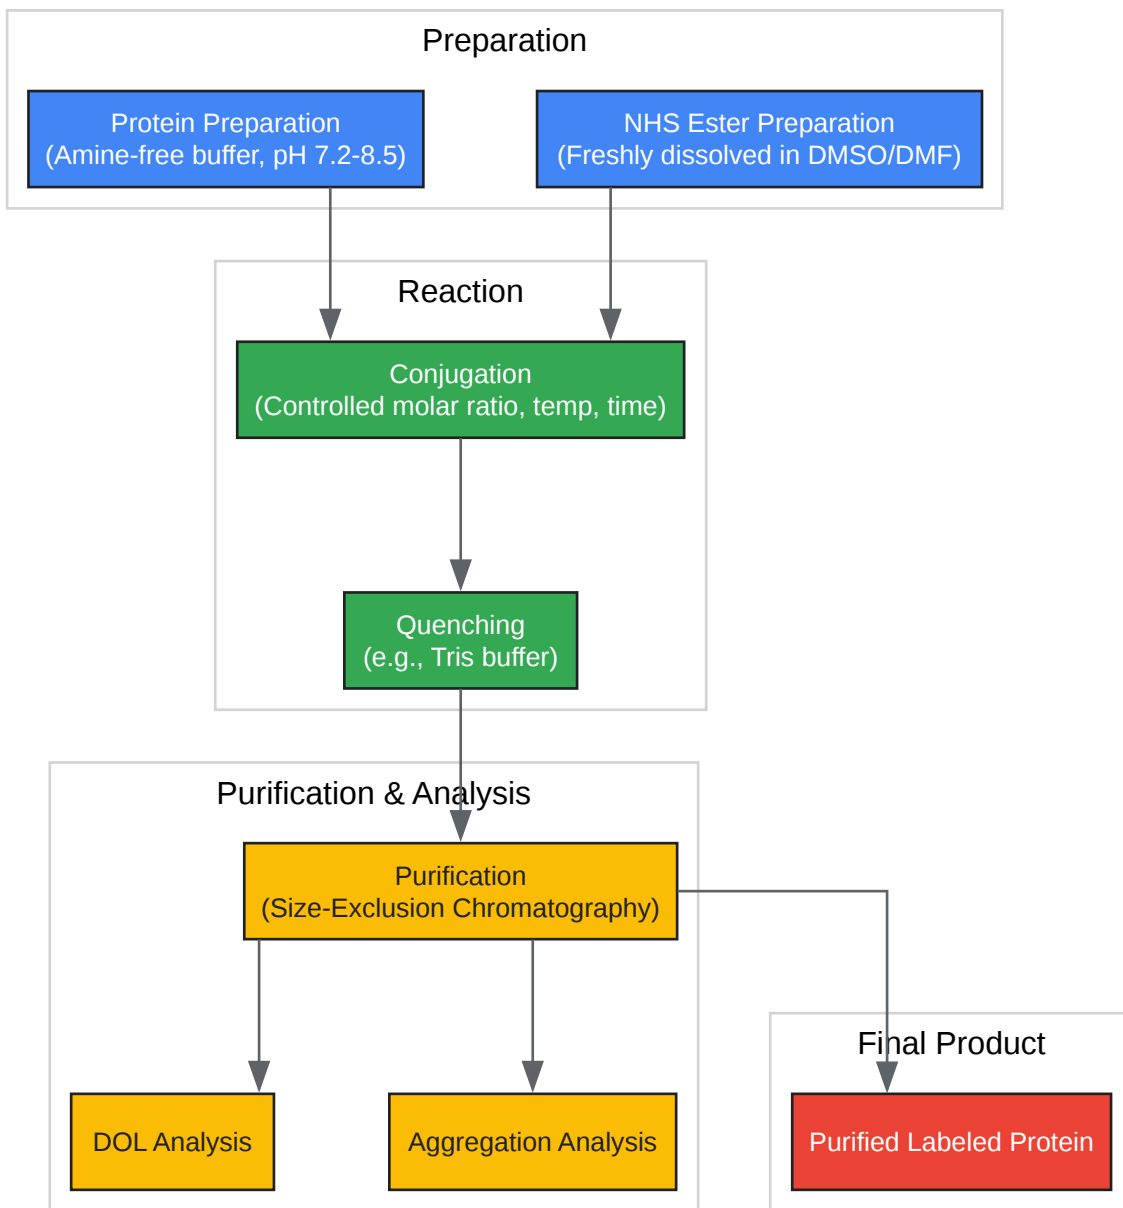 Preparation
Protein Preparation
(Amine-free buffer, pH 7.2-8.5)
NHS Ester Preparation
(Freshly dissolved in DMSO/DMF)
Reaction
Conjugation
(Controlled molar ratio, temp, time)
Quenching
(e.g., Tris buffer)
Purification & Analysis
Purification
(Size-Exclusion Chromatography)
DOL Analysis
Aggregation Analysis
Final Product
Purified Labeled Protein